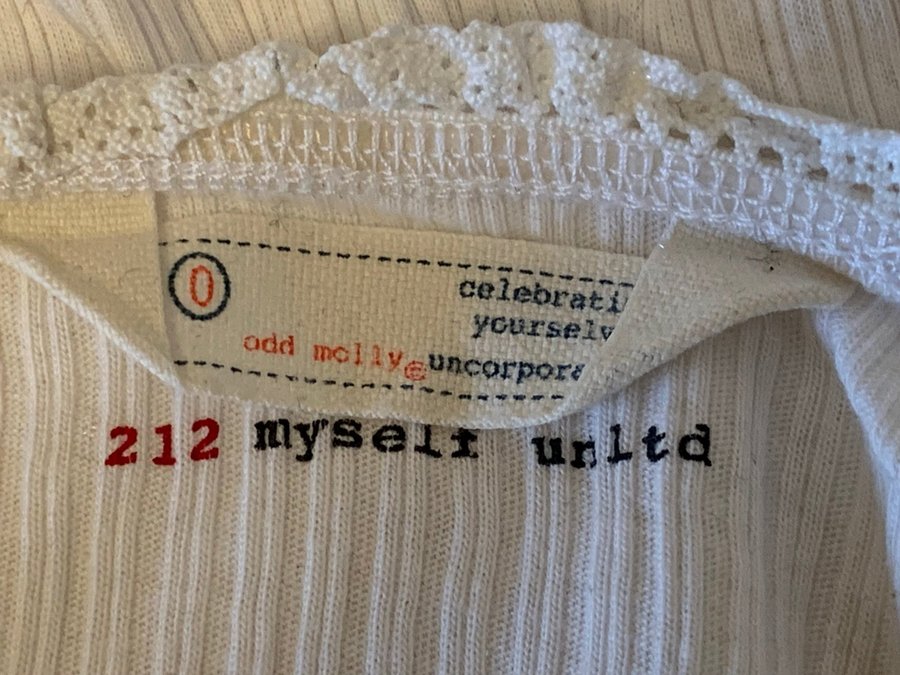 0
celebrati
yourselv
odd molly® uncorpora
212 myself unltd